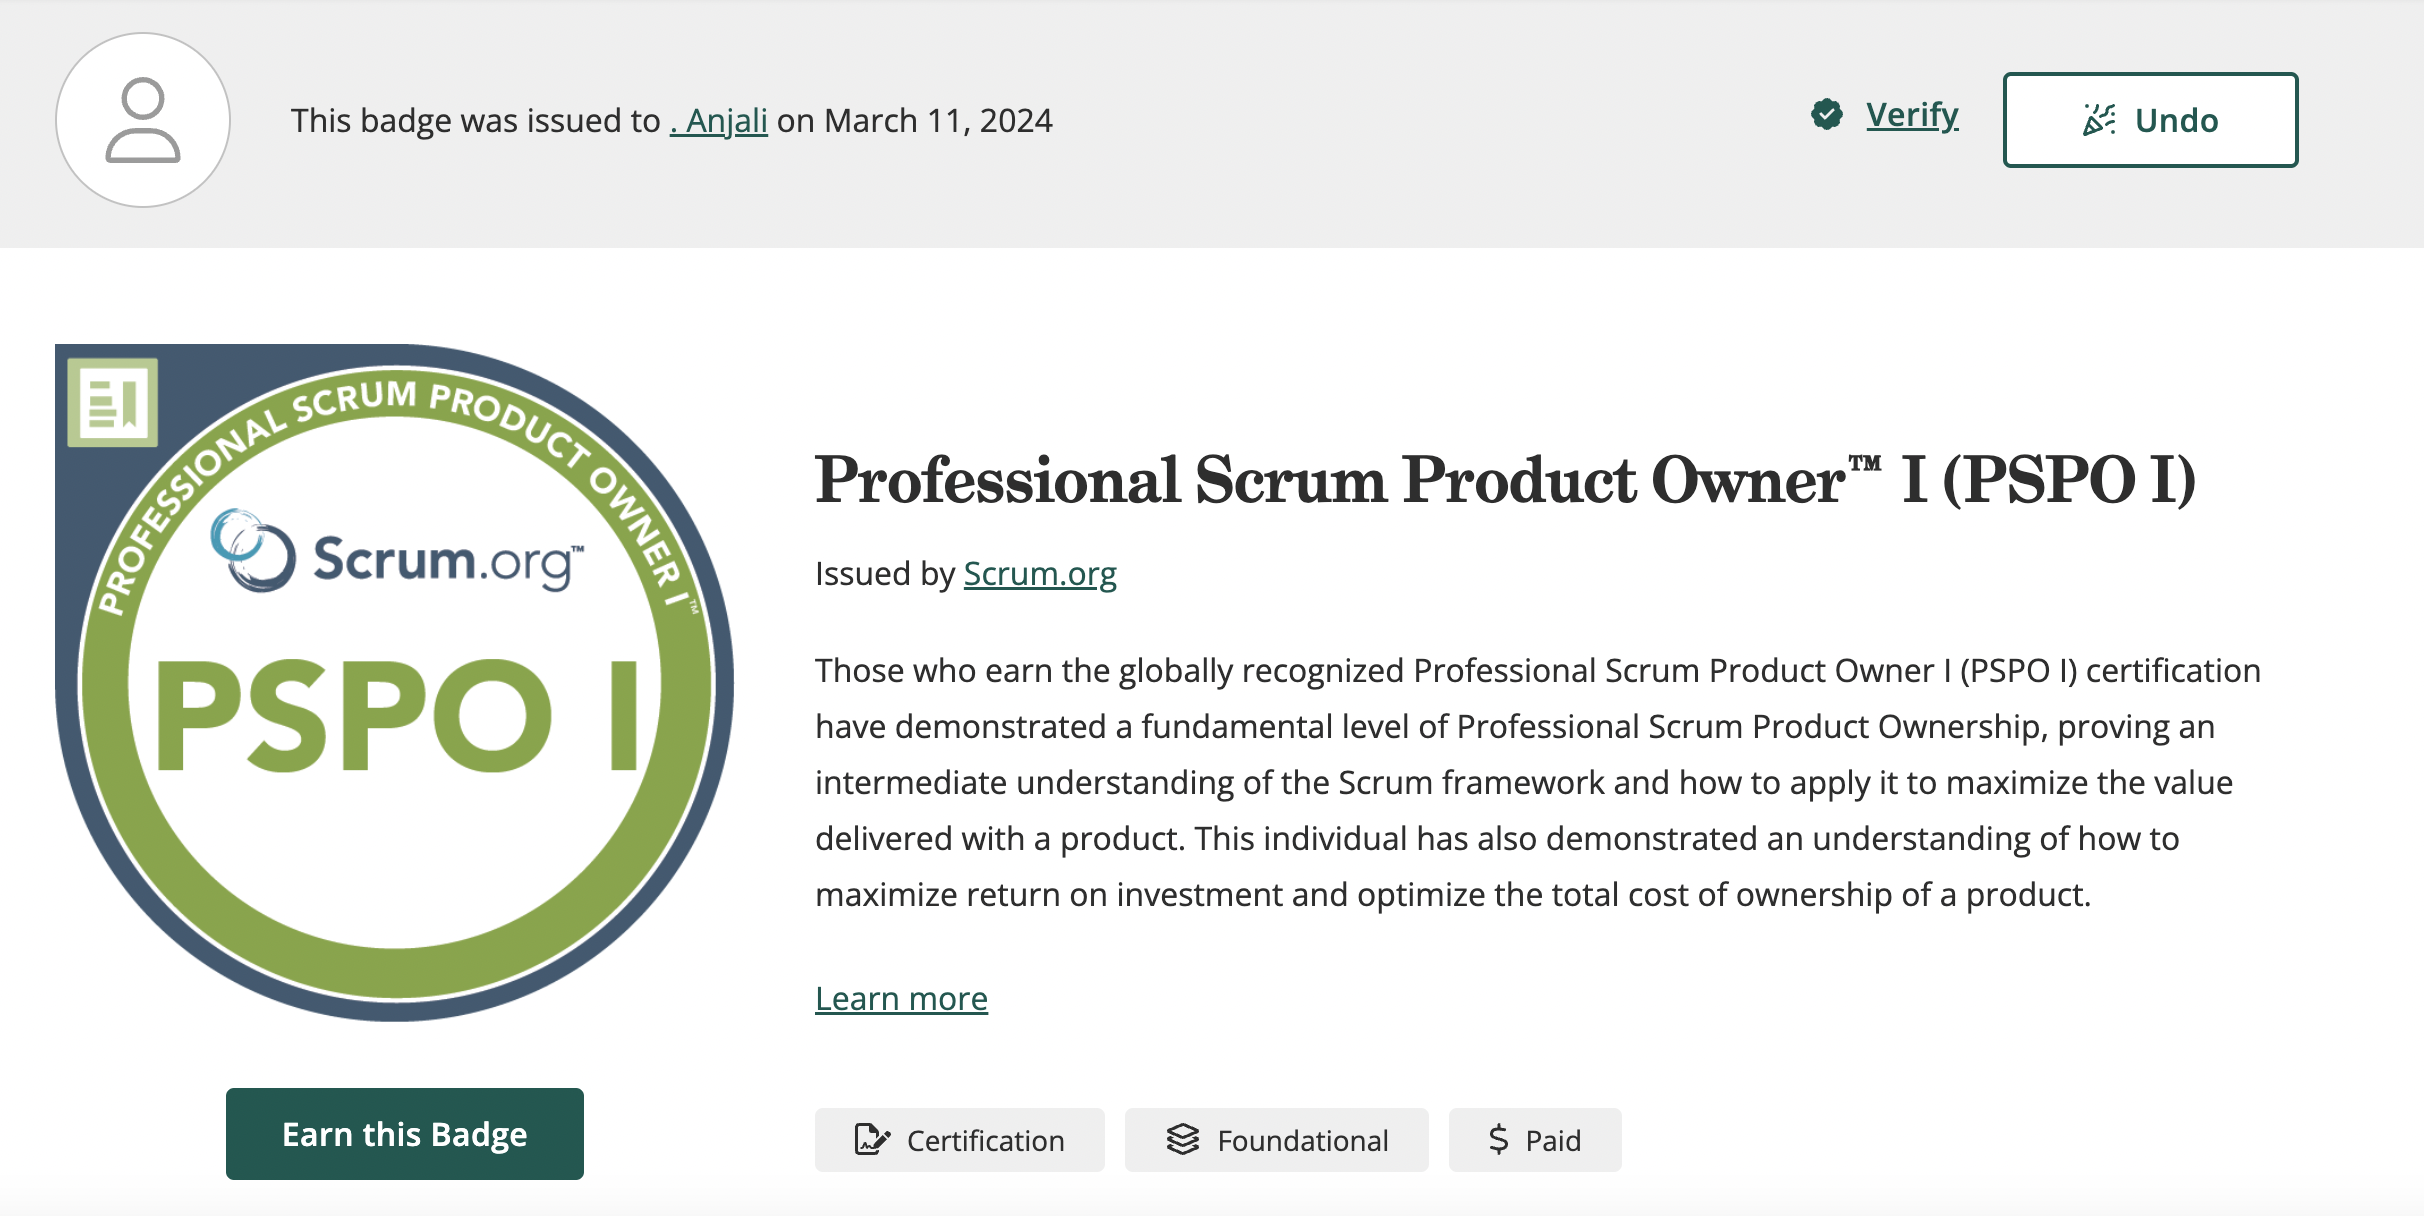 This badge was issued to . Anjali on March 11, 2024
Verify
Undo
PROFESSIONAL SCRUM PRODUCT OWNER I™
Scrum.org™
PSPO I
Professional Scrum Product Owner™ I (PSPO I)
Issued by Scrum.org
Those who earn the globally recognized Professional Scrum Product Owner I (PSPO I) certification
have demonstrated a fundamental level of Professional Scrum Product Ownership, proving an
intermediate understanding of the Scrum framework and how to apply it to maximize the value
delivered with a product. This individual has also demonstrated an understanding of how to
maximize return on investment and optimize the total cost of ownership of a product.
Learn more
Earn this Badge
Certification
Foundational
$ Paid